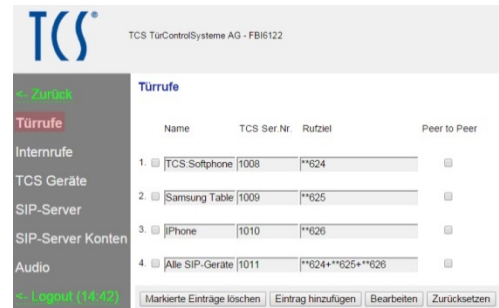 TCS®
TCS TürControlSysteme AG - FBI6122
<- Zurück
Türrufe
Internrufe
TCS Geräte
SIP-Server
SIP-Server Konten
Audio
<- Logout (14:42)
Türrufe
Name TCS Ser.Nr. Rufziel Peer to Peer
1. TCS:Softphone 1008 **624
2. Samsung Table 1009 **625
3. IPhone 1010 **626
4. Alle SIP-Geräte 1011 **624+**625+**626
Markierte Einträge löschen Eintrag hinzufügen Bearbeiten Zurücksetzen